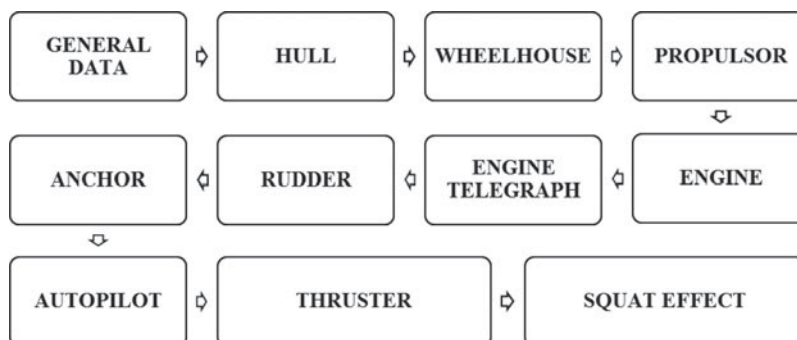 GENERAL
DATA
HULL
WHEELHOUSE
PROPULSOR
ANCHOR
RUDDER
ENGINE
TELEGRAPH
ENGINE
AUTOPILOT
THRUSTER
SQUAT EFFECT